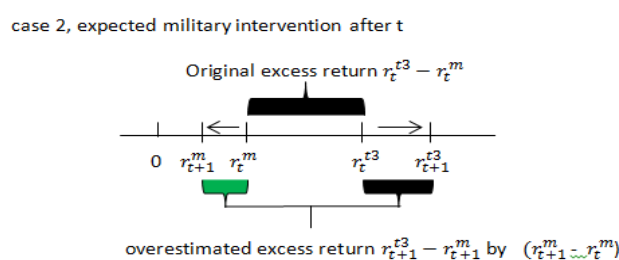 case 2, expected military intervention after t
Original excess return $r_t^{t3} - r_t^m$
0 $r_{t+1}^m$ $r_t^m$ $r_t^{t3}$ $r_{t+1}^{t3}$
overestimated excess return $r_{t+1}^{t3} - r_{t+1}^m$ by $(r_{t+1}^m - r_t^m)$